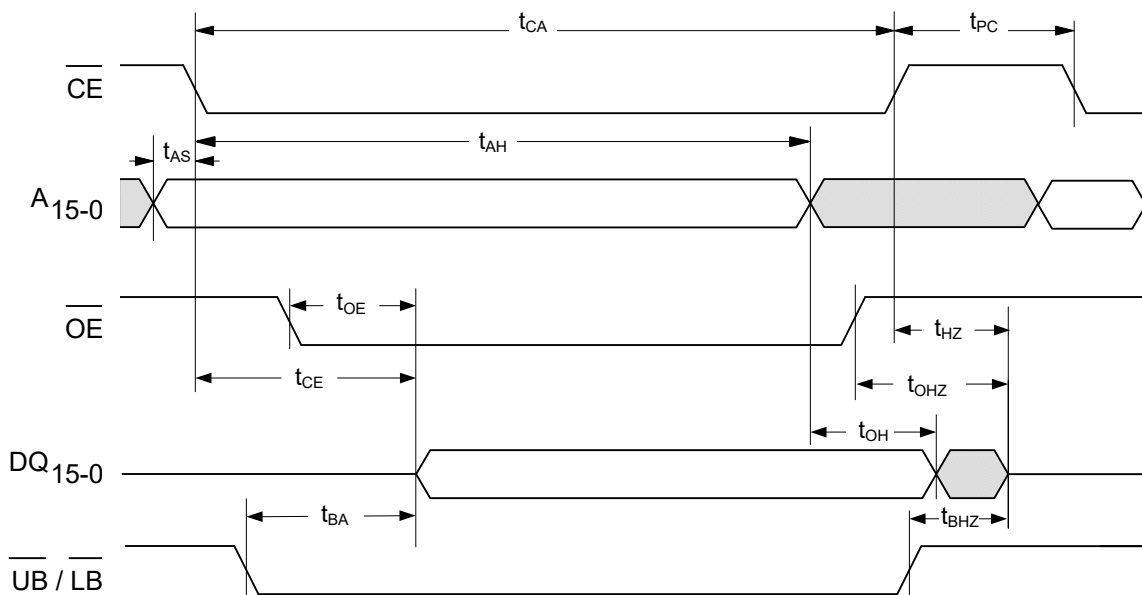 tCA
tPC
CE
tAS
tAH
A15-0
OE
tOE
tHZ
tCE
tOHZ
tOH
DQ15-0
tBA
tBHZ
UB / LB